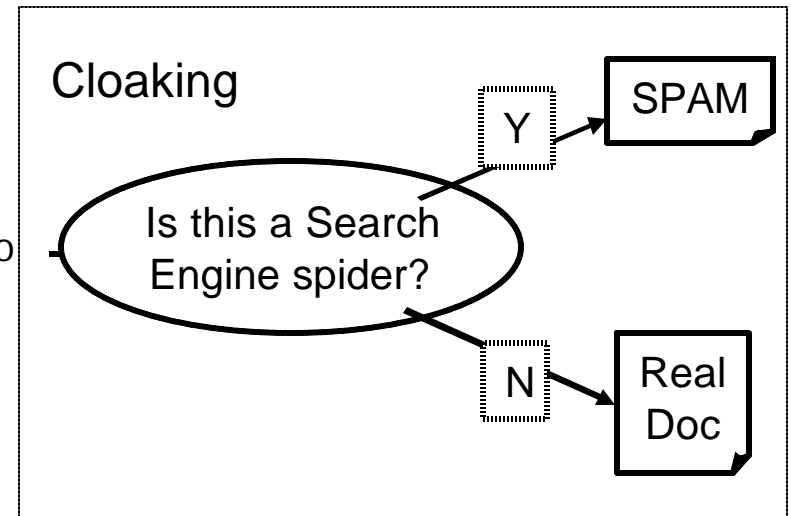 Cloaking
Y
SPAM
Is this a Search
Engine spider?
o
N
Real
Doc